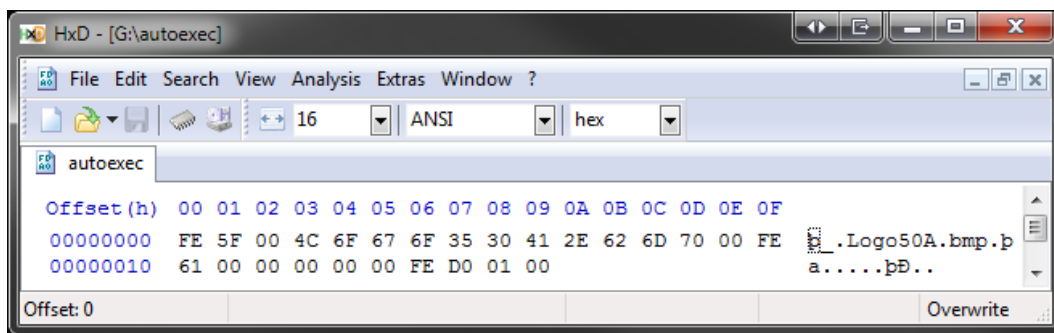 HxD - [G:\autoexec]
File Edit Search View Analysis Extras Window ?
16 ANSI hex
autoexec
Offset(h) 00 01 02 03 04 05 06 07 08 09 0A 0B 0C 0D 0E 0F
00000000 FE 5F 00 4C 6F 67 6F 35 30 41 2E 62 6D 70 00 FE þ_.Logo50A.bmp.þ
00000010 61 00 00 00 00 00 FE D0 01 00 a.....þÐ..
Offset: 0 Overwrite